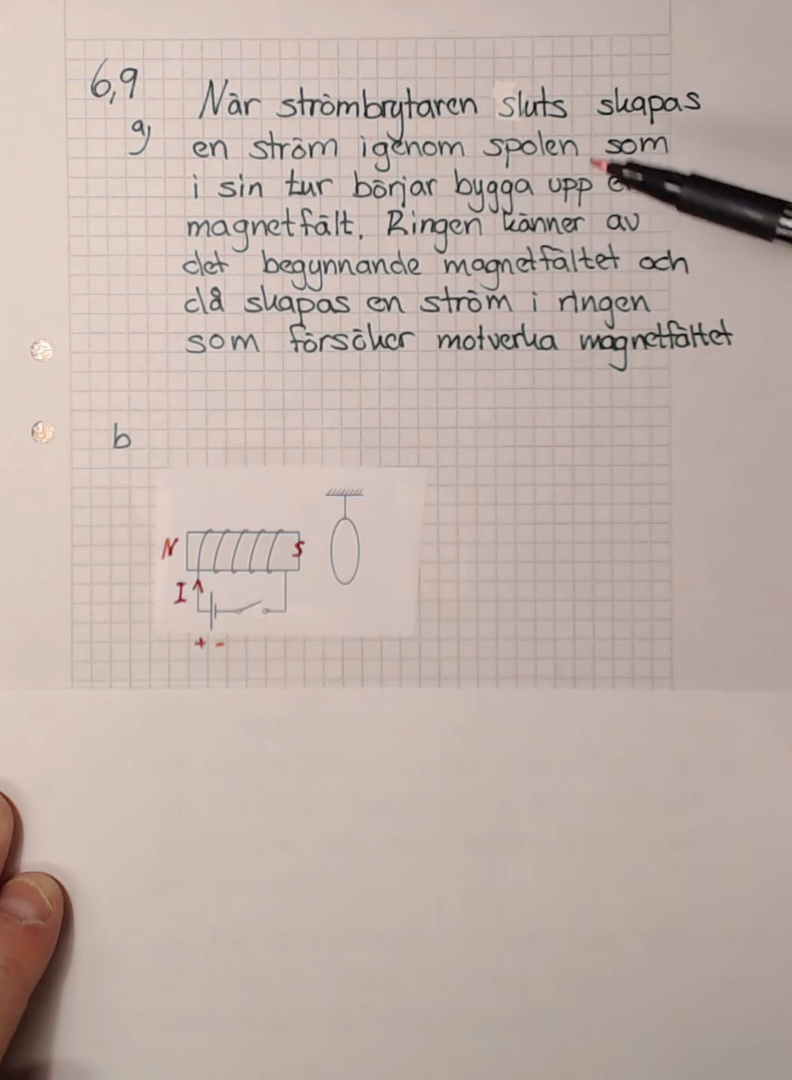 6,9
a) När strömbrytaren sluts skapas
en ström igenom spolen som
i sin tur börjar bygga upp
magnetfält. Ringen känner av
det begynnande magnetfältet och
då skapas en ström i ringen
som försöker motverka magnetfältet
b
N S
I
+ -